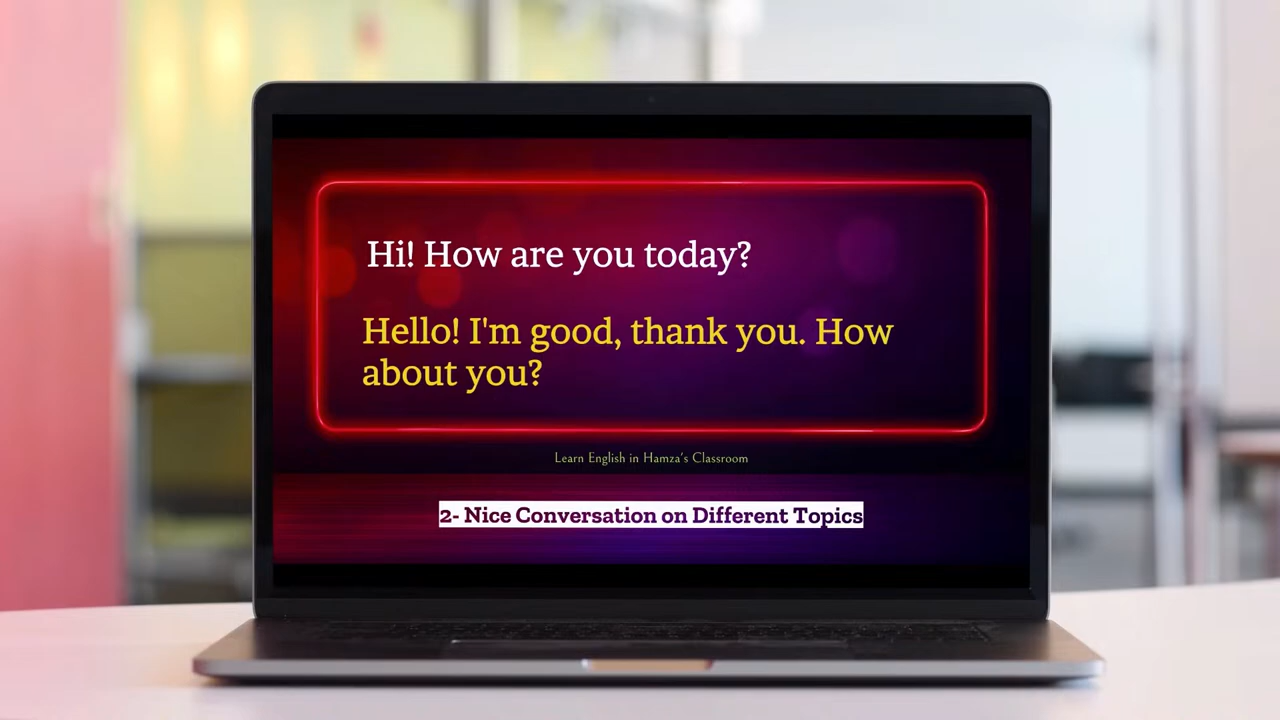 Hi! How are you today?
Hello! I'm good, thank you. How
about you?
Learn English in Hamza's Classroom
2- Nice Conversation on Different Topics